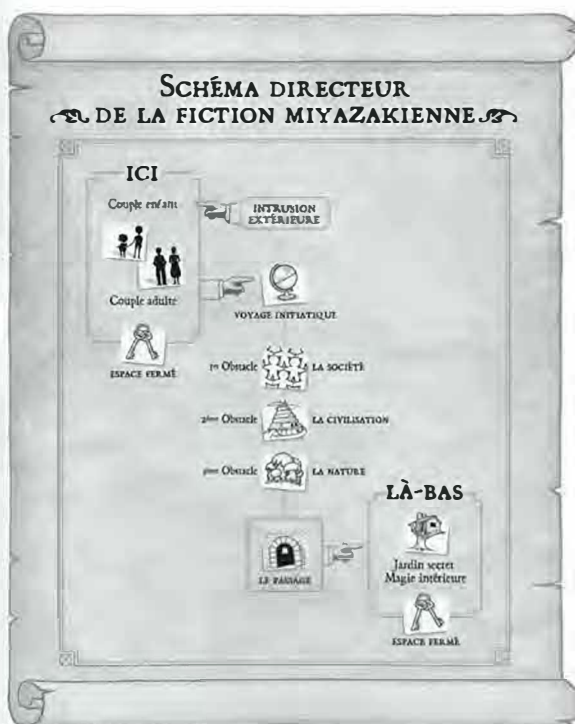 SCHÉMA DIRECTEUR
DE LA FICTION MIYAZAKIENNE
ICI
Couple enfant
INTRUSION
EXTÉRIEURE
Couple adulte
VOYAGE INITIATIQUE
ESPACE FERMÉ
1er Obstacle LA SOCIÉTÉ
2ème Obstacle LA CIVILISATION
3ème Obstacle LA NATURE
LÀ-BAS
Jardin secret
Magie intérieure
LE PASSAGE
ESPACE FERMÉ